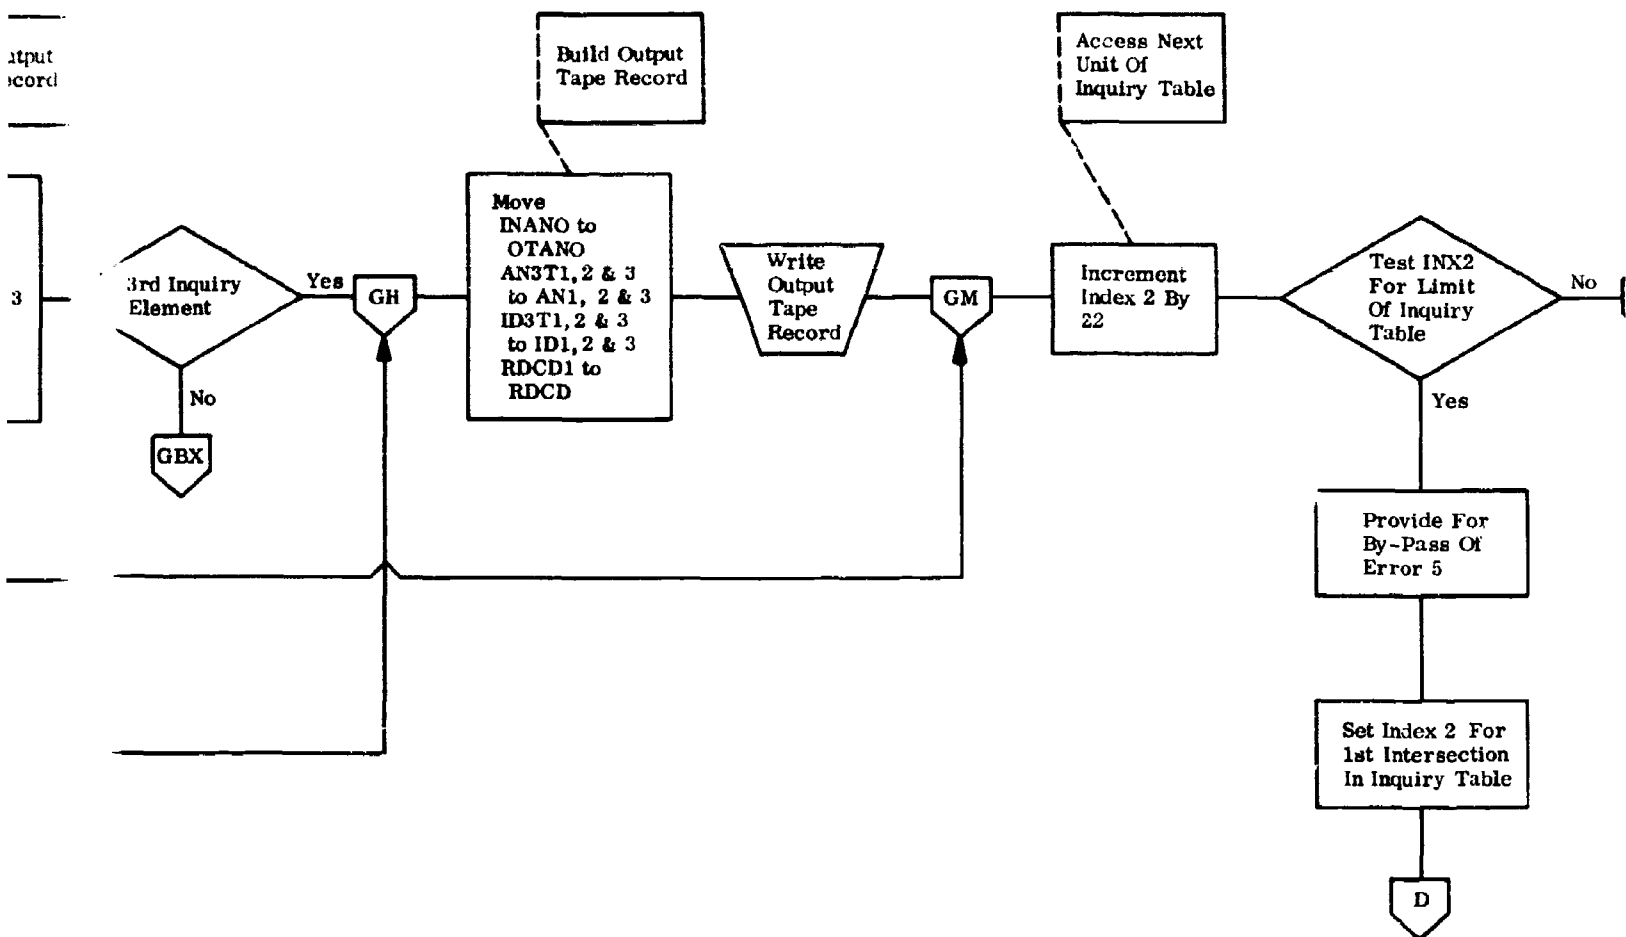 Build Output
Tape Record
Access Next
Unit Of
Inquiry Table
3
3rd Inquiry
Element
Yes
No
GBX
GH
Move
INANO to
OTANO
AN3T1, 2 & 3
to AN1, 2 & 3
ID3T1, 2 & 3
to ID1, 2 & 3
RDCD1 to
RDCD
Write
Output
Tape
Record
GM
Increment
Index 2 By
22
Test INX2
For Limit
Of Inquiry
Table
No
Yes
Provide For
By-Pass Of
Error 5
Set Index 2 For
1st Intersection
In Inquiry Table
D